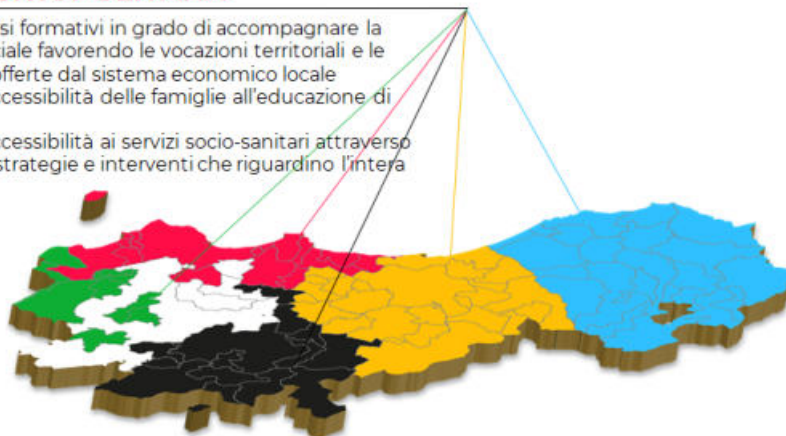 si formativi in grado di accompagnare la
ciale favorendo le vocazioni territoriali e le
offerte dal sistema economico locale
ccessibilità delle famiglie all'educazione di
ccessibilità ai servizi socio-sanitari attraverso
strategie e interventi che riguardino l'intera